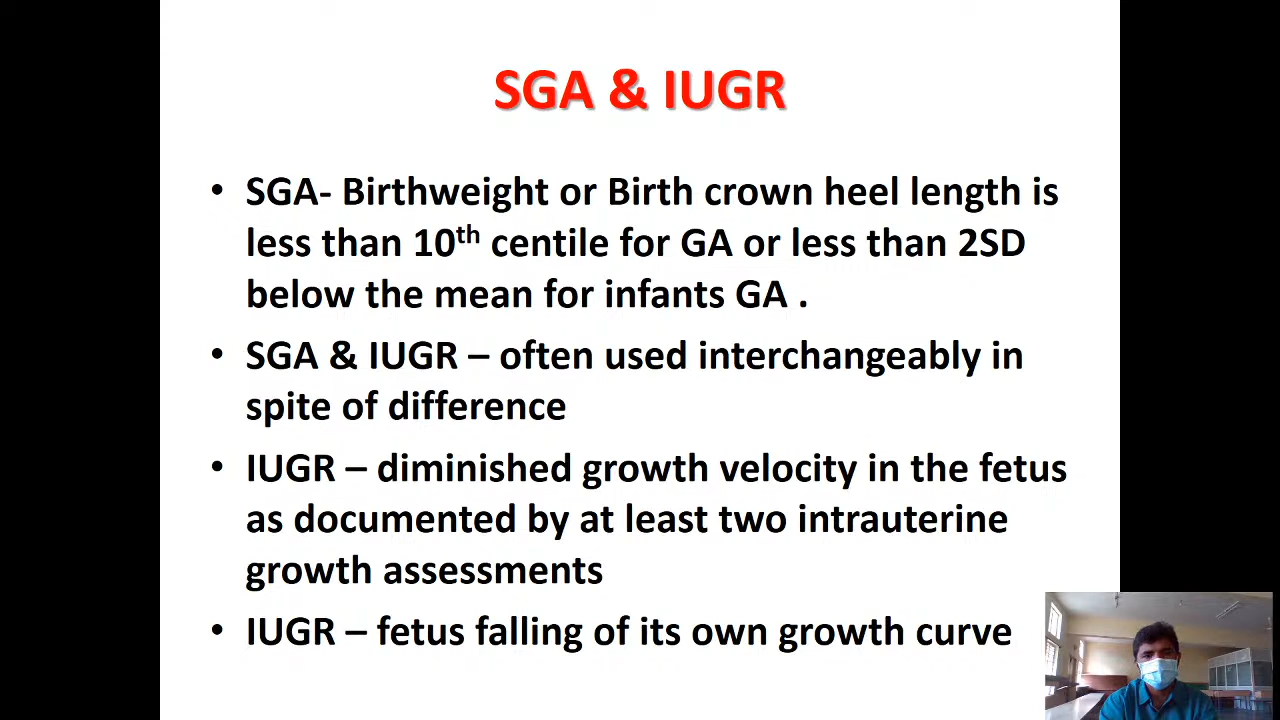 SGA & IUGR
• SGA- Birthweight or Birth crown heel length is
less than 10th centile for GA or less than 2SD
below the mean for infants GA .
• SGA & IUGR – often used interchangeably in
spite of difference
• IUGR – diminished growth velocity in the fetus
as documented by at least two intrauterine
growth assessments
• IUGR – fetus falling of its own growth curve